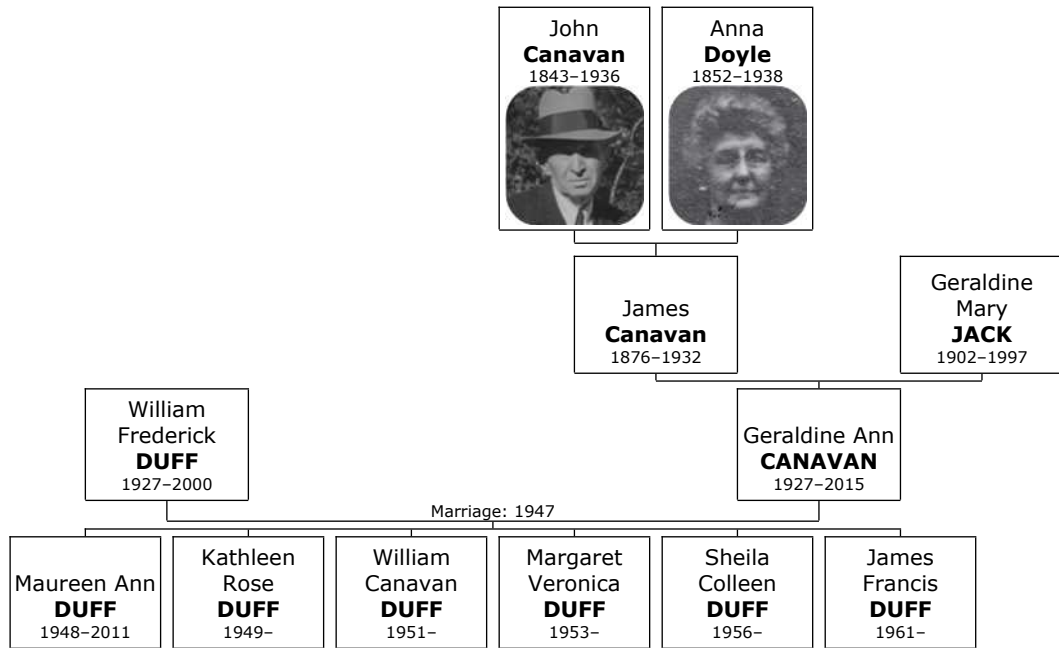 John
Canavan
1843–1936
Anna
Doyle
1852–1938
James
Canavan
1876–1932
Geraldine
Mary
JACK
1902–1997
William
Frederick
DUFF
1927–2000
Geraldine Ann
CANAVAN
1927–2015
Marriage: 1947
Maureen Ann
DUFF
1948–2011
Kathleen
Rose
DUFF
1949–
William
Canavan
DUFF
1951–
Margaret
Veronica
DUFF
1953–
Sheila
Colleen
DUFF
1956–
James
Francis
DUFF
1961–